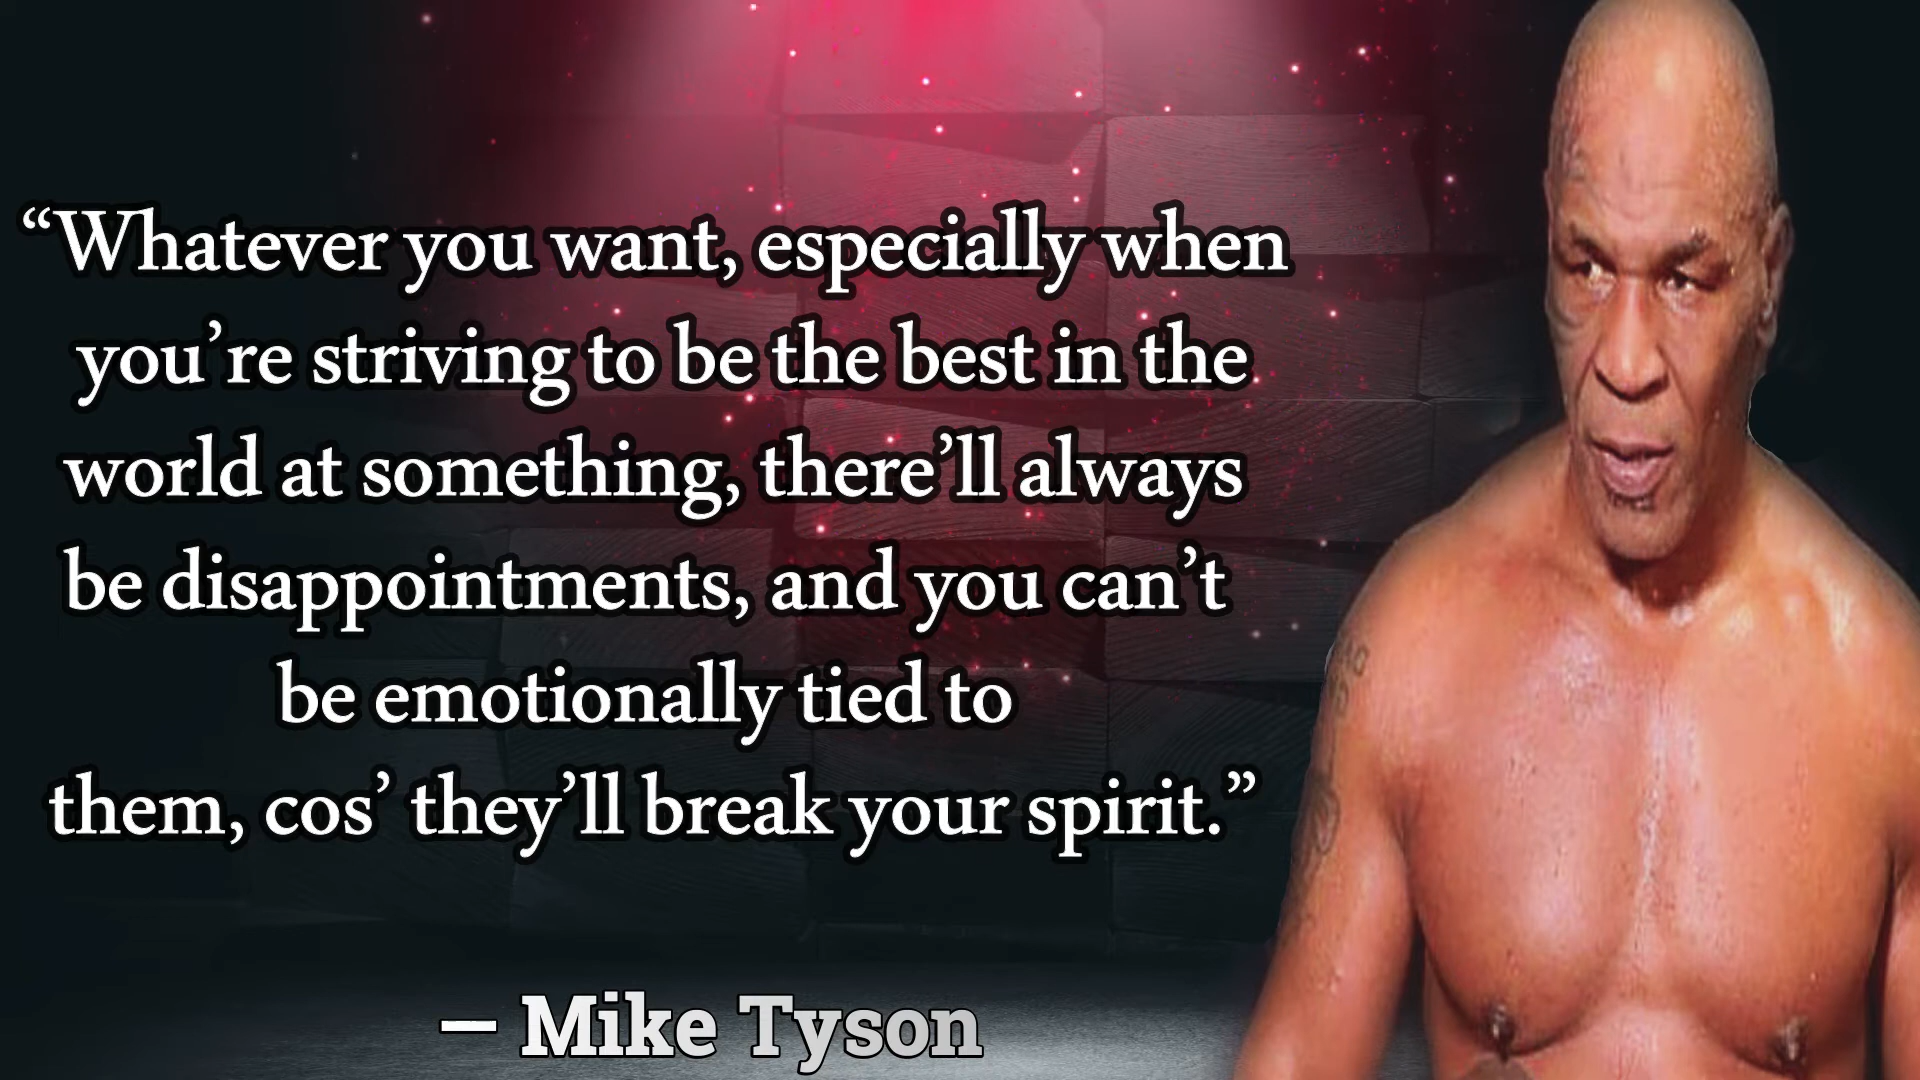 “Whatever you want, especially when
you’re striving to be the best in the
world at something, there’ll always
be disappointments, and you can’t
be emotionally tied to
them, cos’ they’ll break your spirit.”
— Mike Tyson